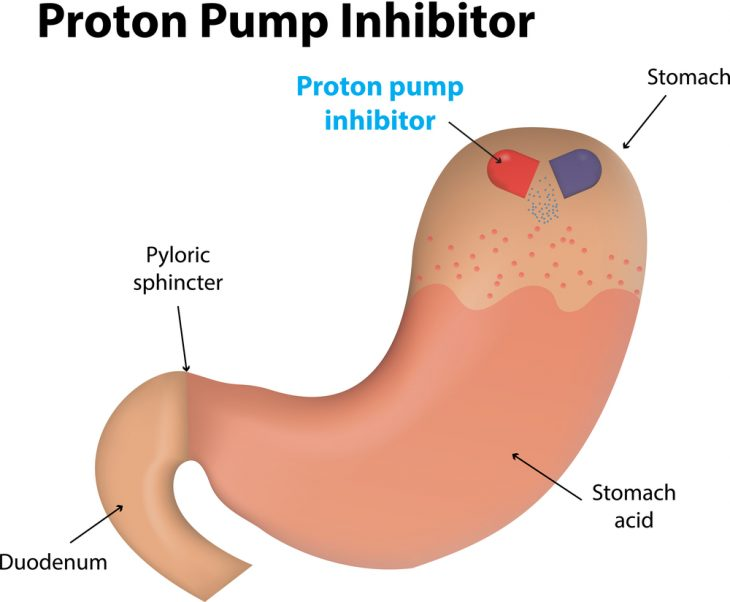 Proton Pump Inhibitor
Proton pump
inhibitor
Stomach
Pyloric
sphincter
Stomach
acid
Duodenum